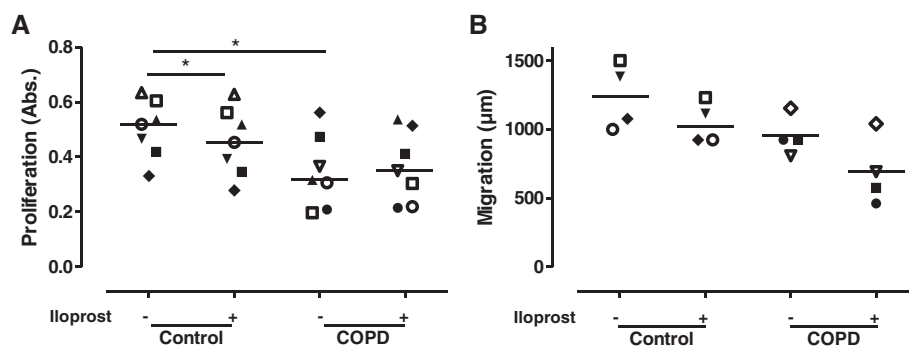 A
B
Proliferation (Abs.)
0.8
0.6
0.4
0.2
0.0
*
*
Iloprost
-
+
-
+
Control
COPD
Migration (µm)
1500
1000
500
0
Iloprost
-
+
-
+
Control
COPD